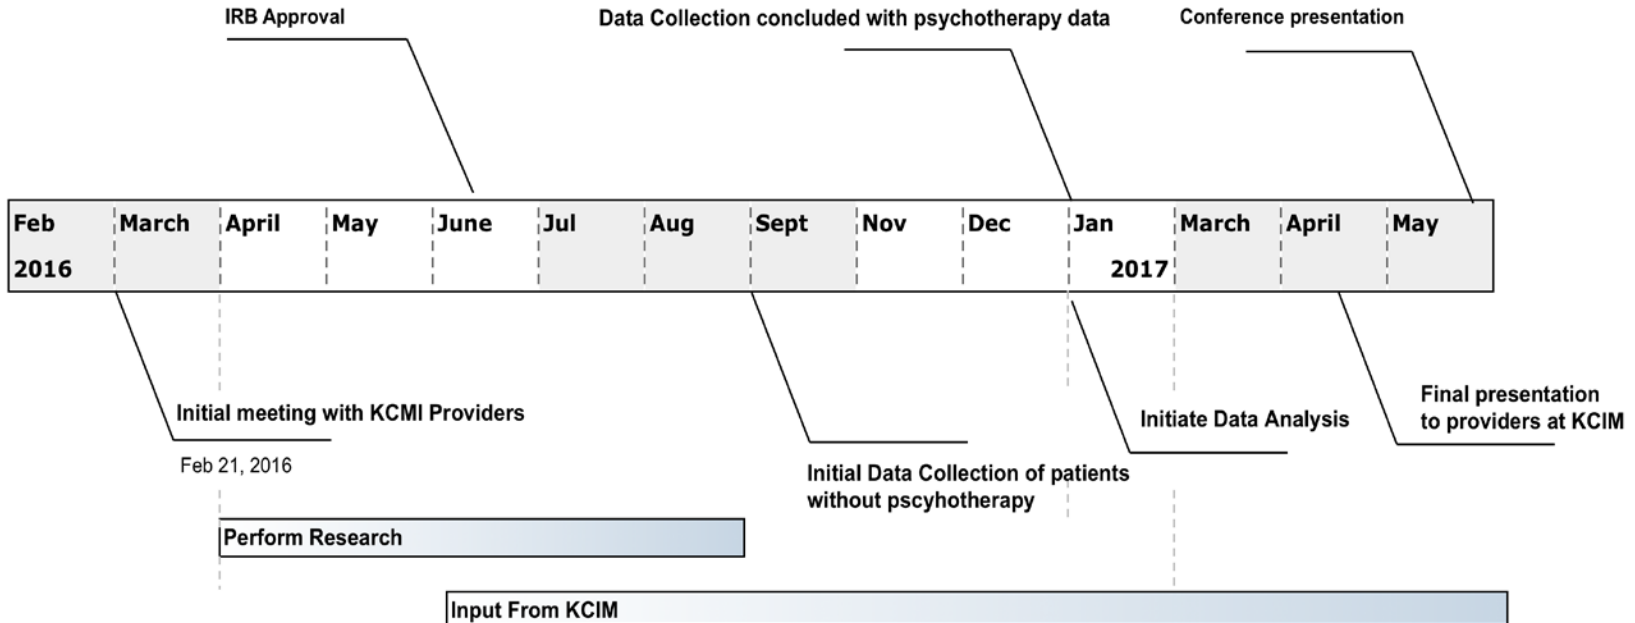 IRB Approval
Data Collection concluded with psychotherapy data
Conference presentation
Feb
2016
March
April
May
June
Jul
Aug
Sept
Nov
Dec
Jan
2017
March
April
May
Initial meeting with KCMI Providers
Feb 21, 2016
Initial Data Collection of patients
without pscyhotherapy
Initiate Data Analysis
Final presentation
to providers at KCIM
Perform Research
Input From KCIM